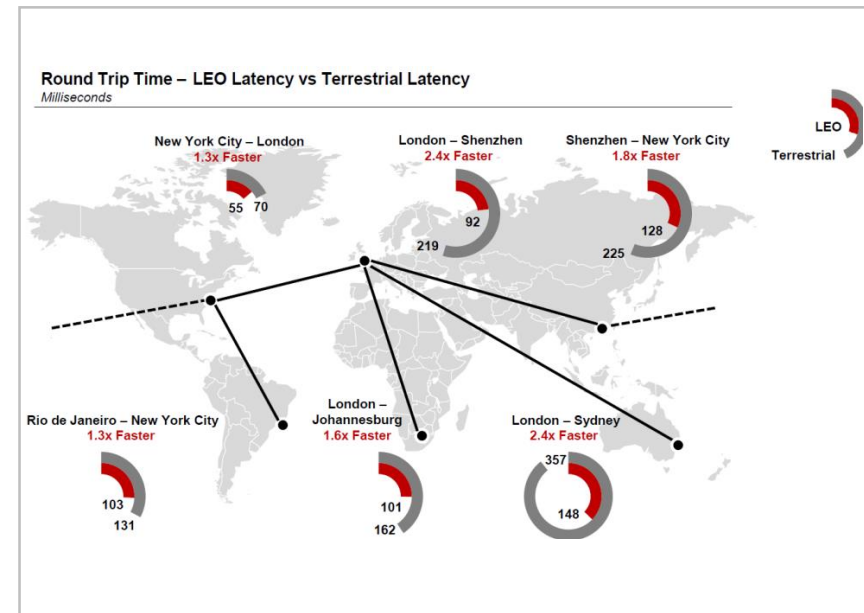 Round Trip Time – LEO Latency vs Terrestrial Latency
Milliseconds
LEO
Terrestrial
New York City – London
1.3x Faster
55
70
London – Shenzhen
2.4x Faster
92
219
Shenzhen – New York City
1.8x Faster
128
225
Rio de Janeiro – New York City
1.3x Faster
103
131
London –
Johannesburg
1.6x Faster
101
162
London – Sydney
2.4x Faster
357
148